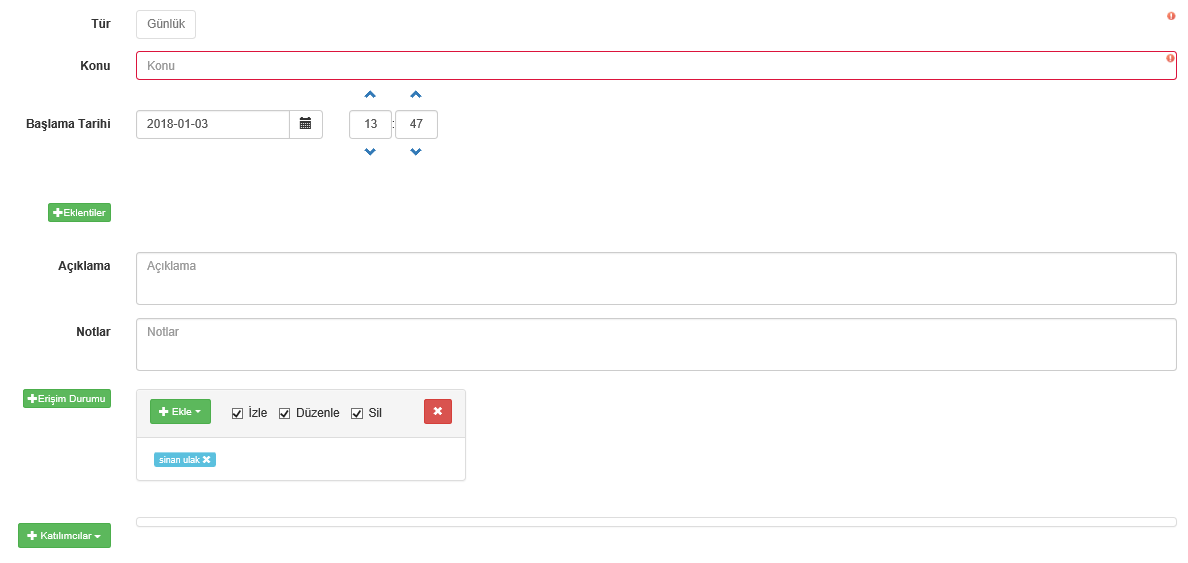 Tür Günlük
Konu Konu
Başlama Tarihi 2018-01-03 13 : 47
Eklentiler
Açıklama Açıklama
Notlar Notlar
Erişim Durumu Ekle İzle Düzenle Sil
sinan ulak
Katılımcılar